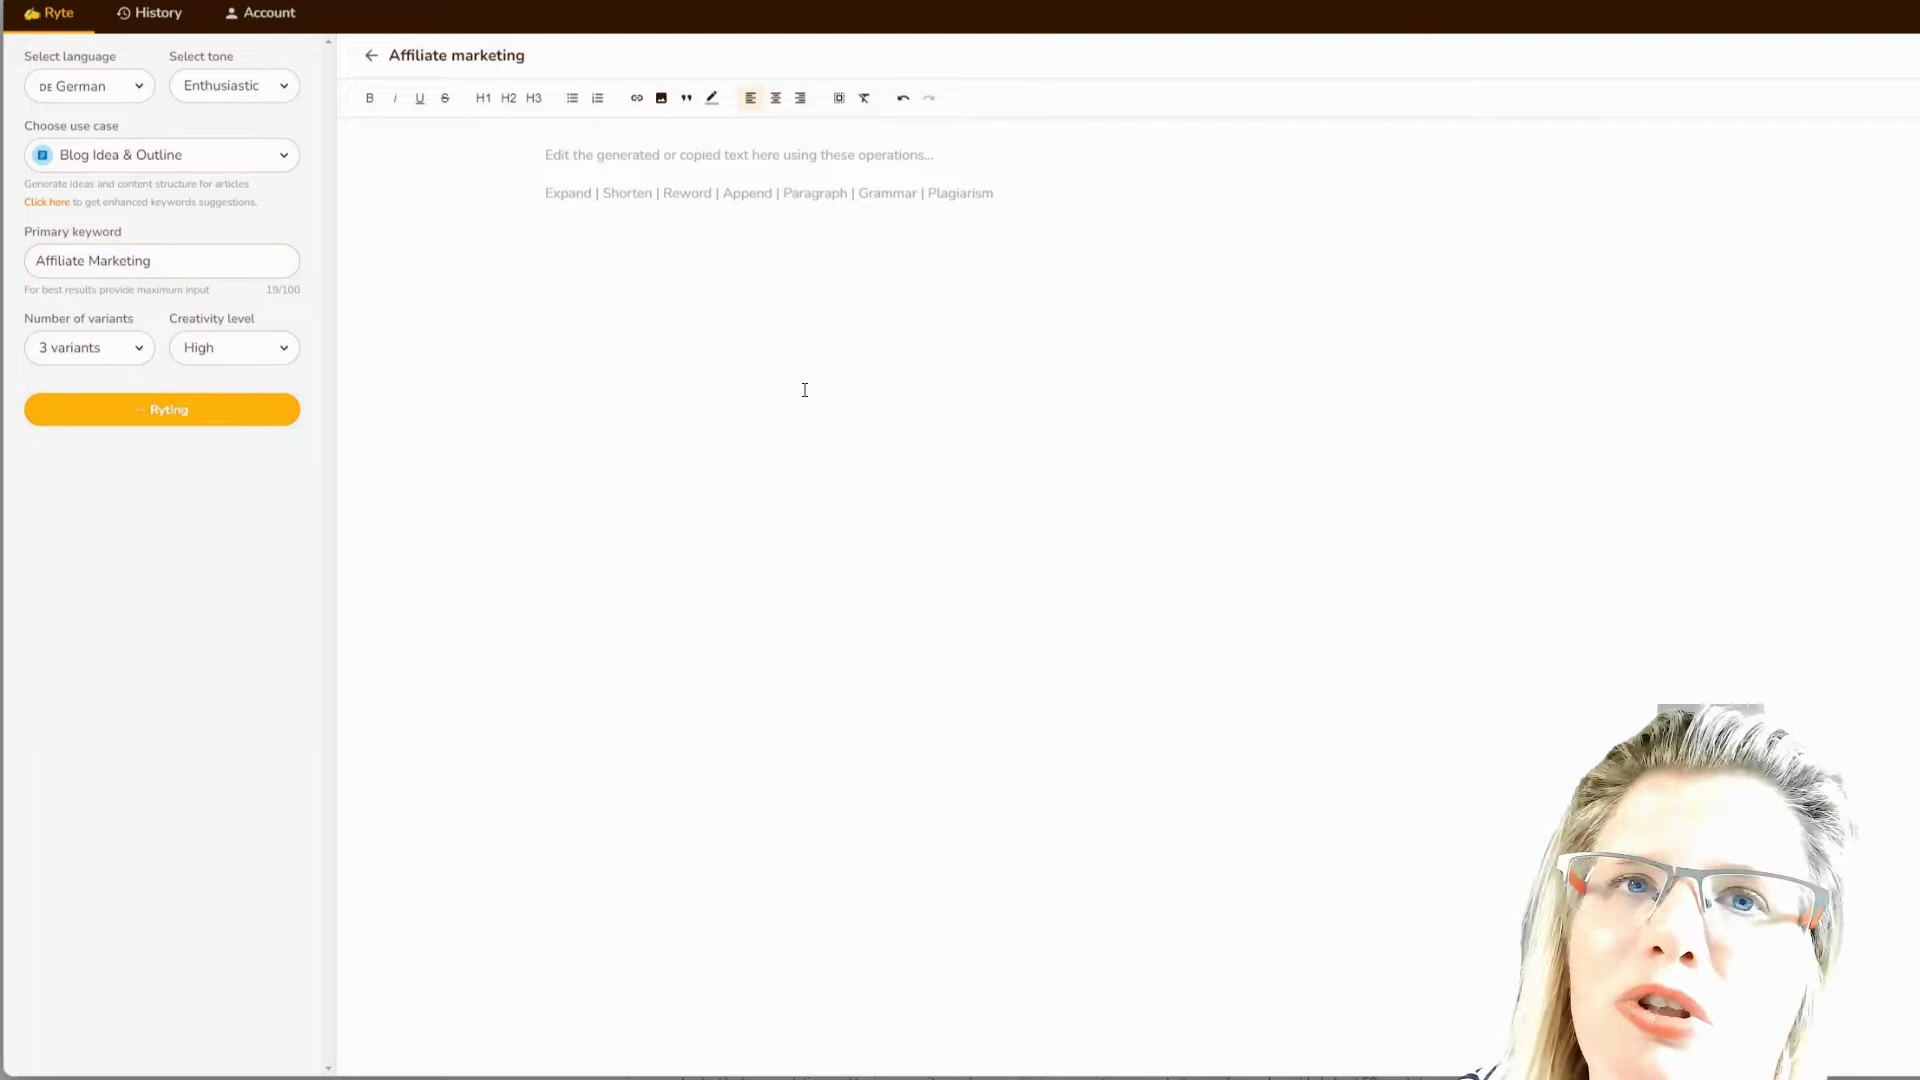 Ryte History Account
Select language Select tone
DE German Enthusiastic
Choose use case
Blog Idea & Outline
Generate ideas and content structure for articles
Click here to get enhanced keywords suggestions.
Primary keyword
Affiliate Marketing
For best results provide maximum input 19/100
Number of variants Creativity level
3 variants High
··· Ryting
Affiliate marketing
B i U S H1 H2 H3
Edit the generated or copied text here using these operations...
Expand | Shorten | Reword | Append | Paragraph | Grammar | Plagiarism